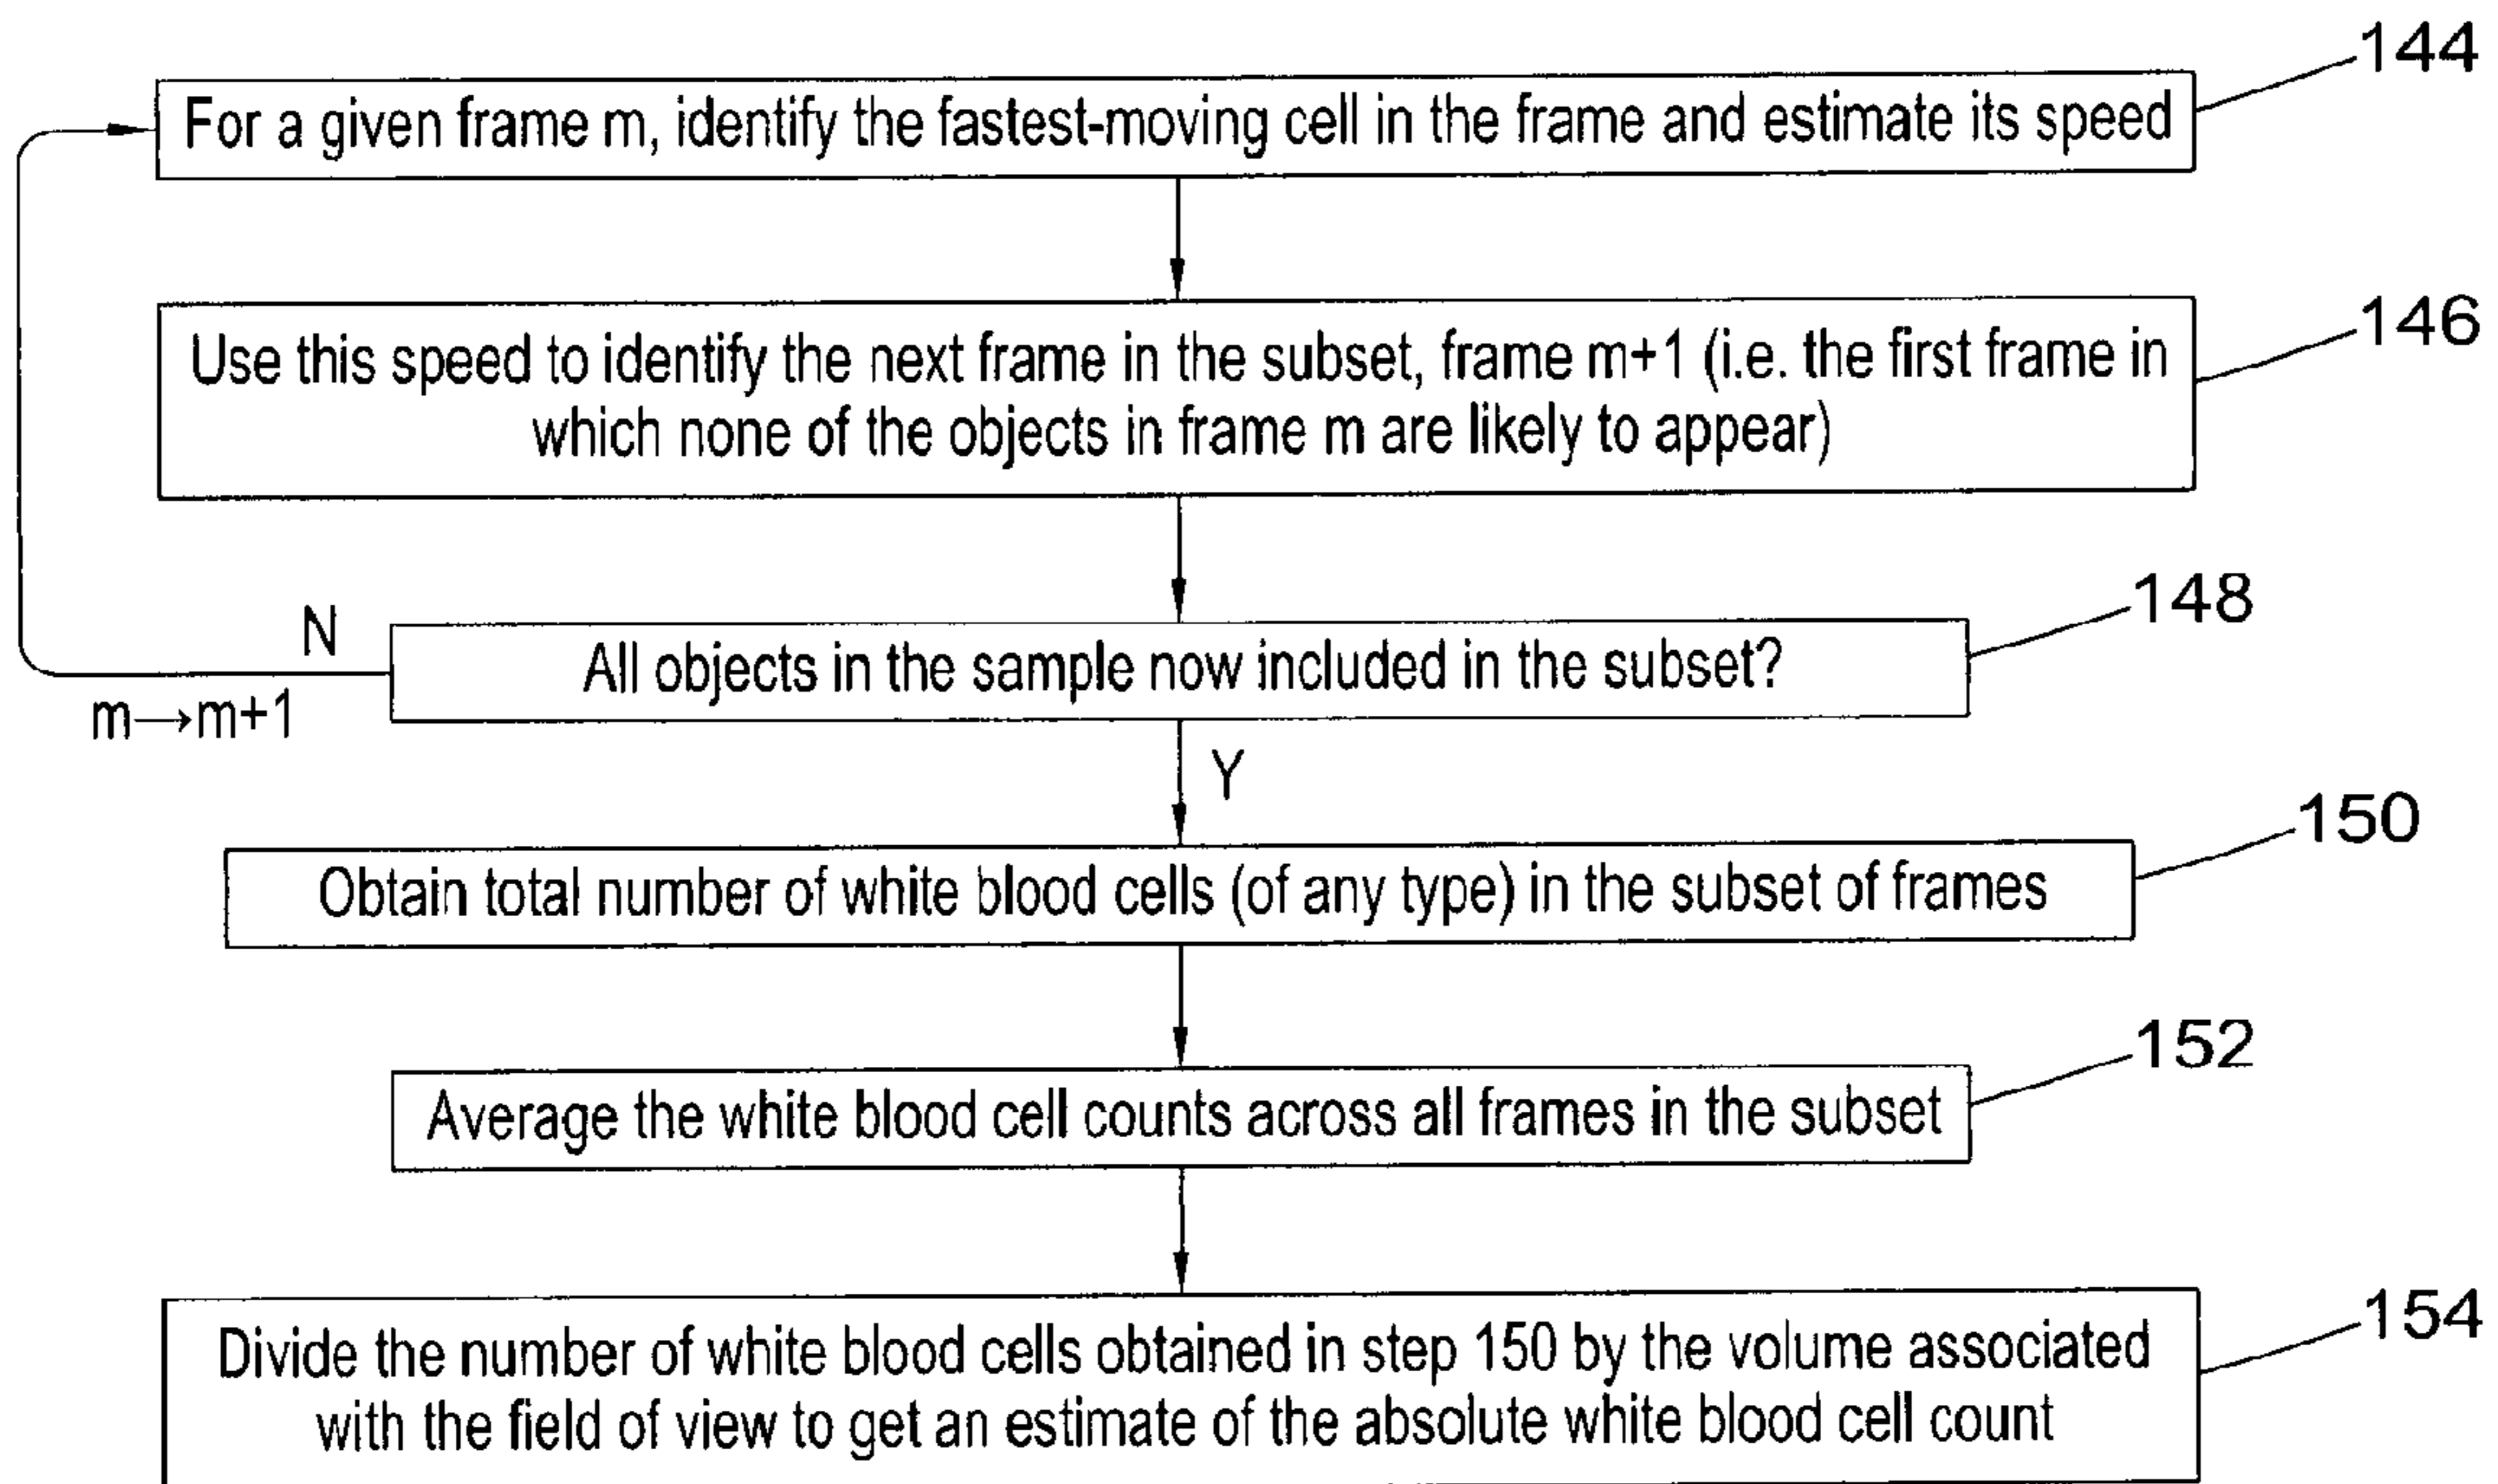 144
For a given frame m, identify the fastest-moving cell in the frame and estimate its speed
146
Use this speed to identify the next frame in the subset, frame m+1 (i.e. the first frame in
which none of the objects in frame m are likely to appear)
148
N
All objects in the sample now included in the subset?
m→m+1
Y
150
Obtain total number of white blood cells (of any type) in the subset of frames
152
Average the white blood cell counts across all frames in the subset
154
Divide the number of white blood cells obtained in step 150 by the volume associated
with the field of view to get an estimate of the absolute white blood cell count